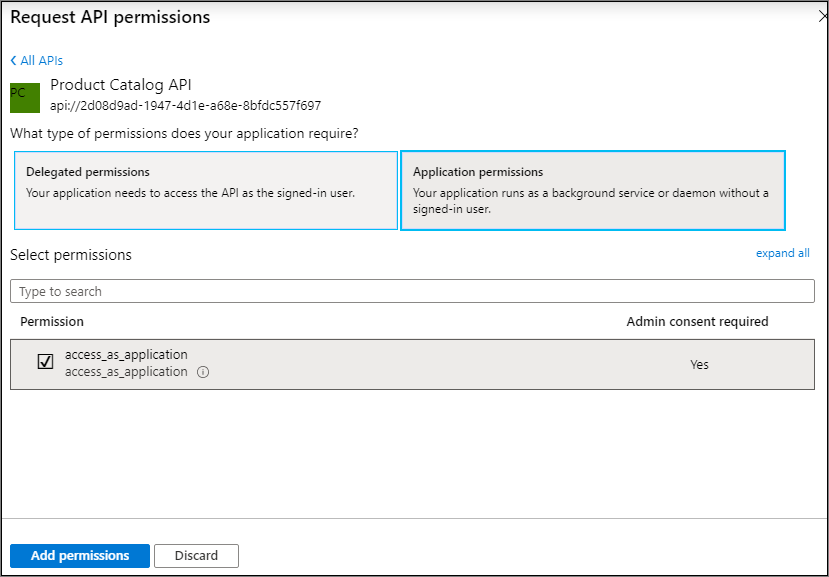 Request API permissions
All APIs
PC
Product Catalog API
api://2d08d9ad-1947-4d1e-a68e-8bfdc557f697
What type of permissions does your application require?
Delegated permissions
Your application needs to access the API as the signed-in user.
Application permissions
Your application runs as a background service or daemon without a
signed-in user.
Select permissions
expand all
Type to search
Permission
Admin consent required
access_as_application
access_as_application
Yes
Add permissions
Discard